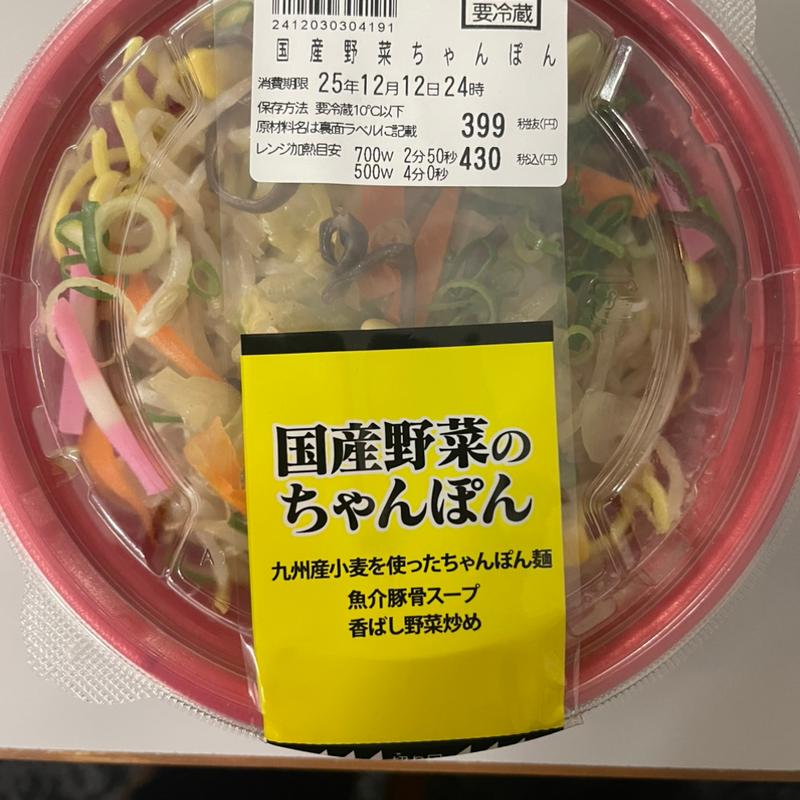 2412030304191
要冷蔵
国産野菜ちゃんぽん
消費期限 25年12月12日24時
保存方法 要冷蔵10℃以下
原材料名は裏面ラベルに記載 399 税抜(円)
レンジ加熱目安 700W 2分50秒 430 税込(円)
500W 4分0秒
国産野菜の
ちゃんぽん
九州産小麦を使ったちゃんぽん麺
魚介豚骨スープ
香ばし野菜炒め